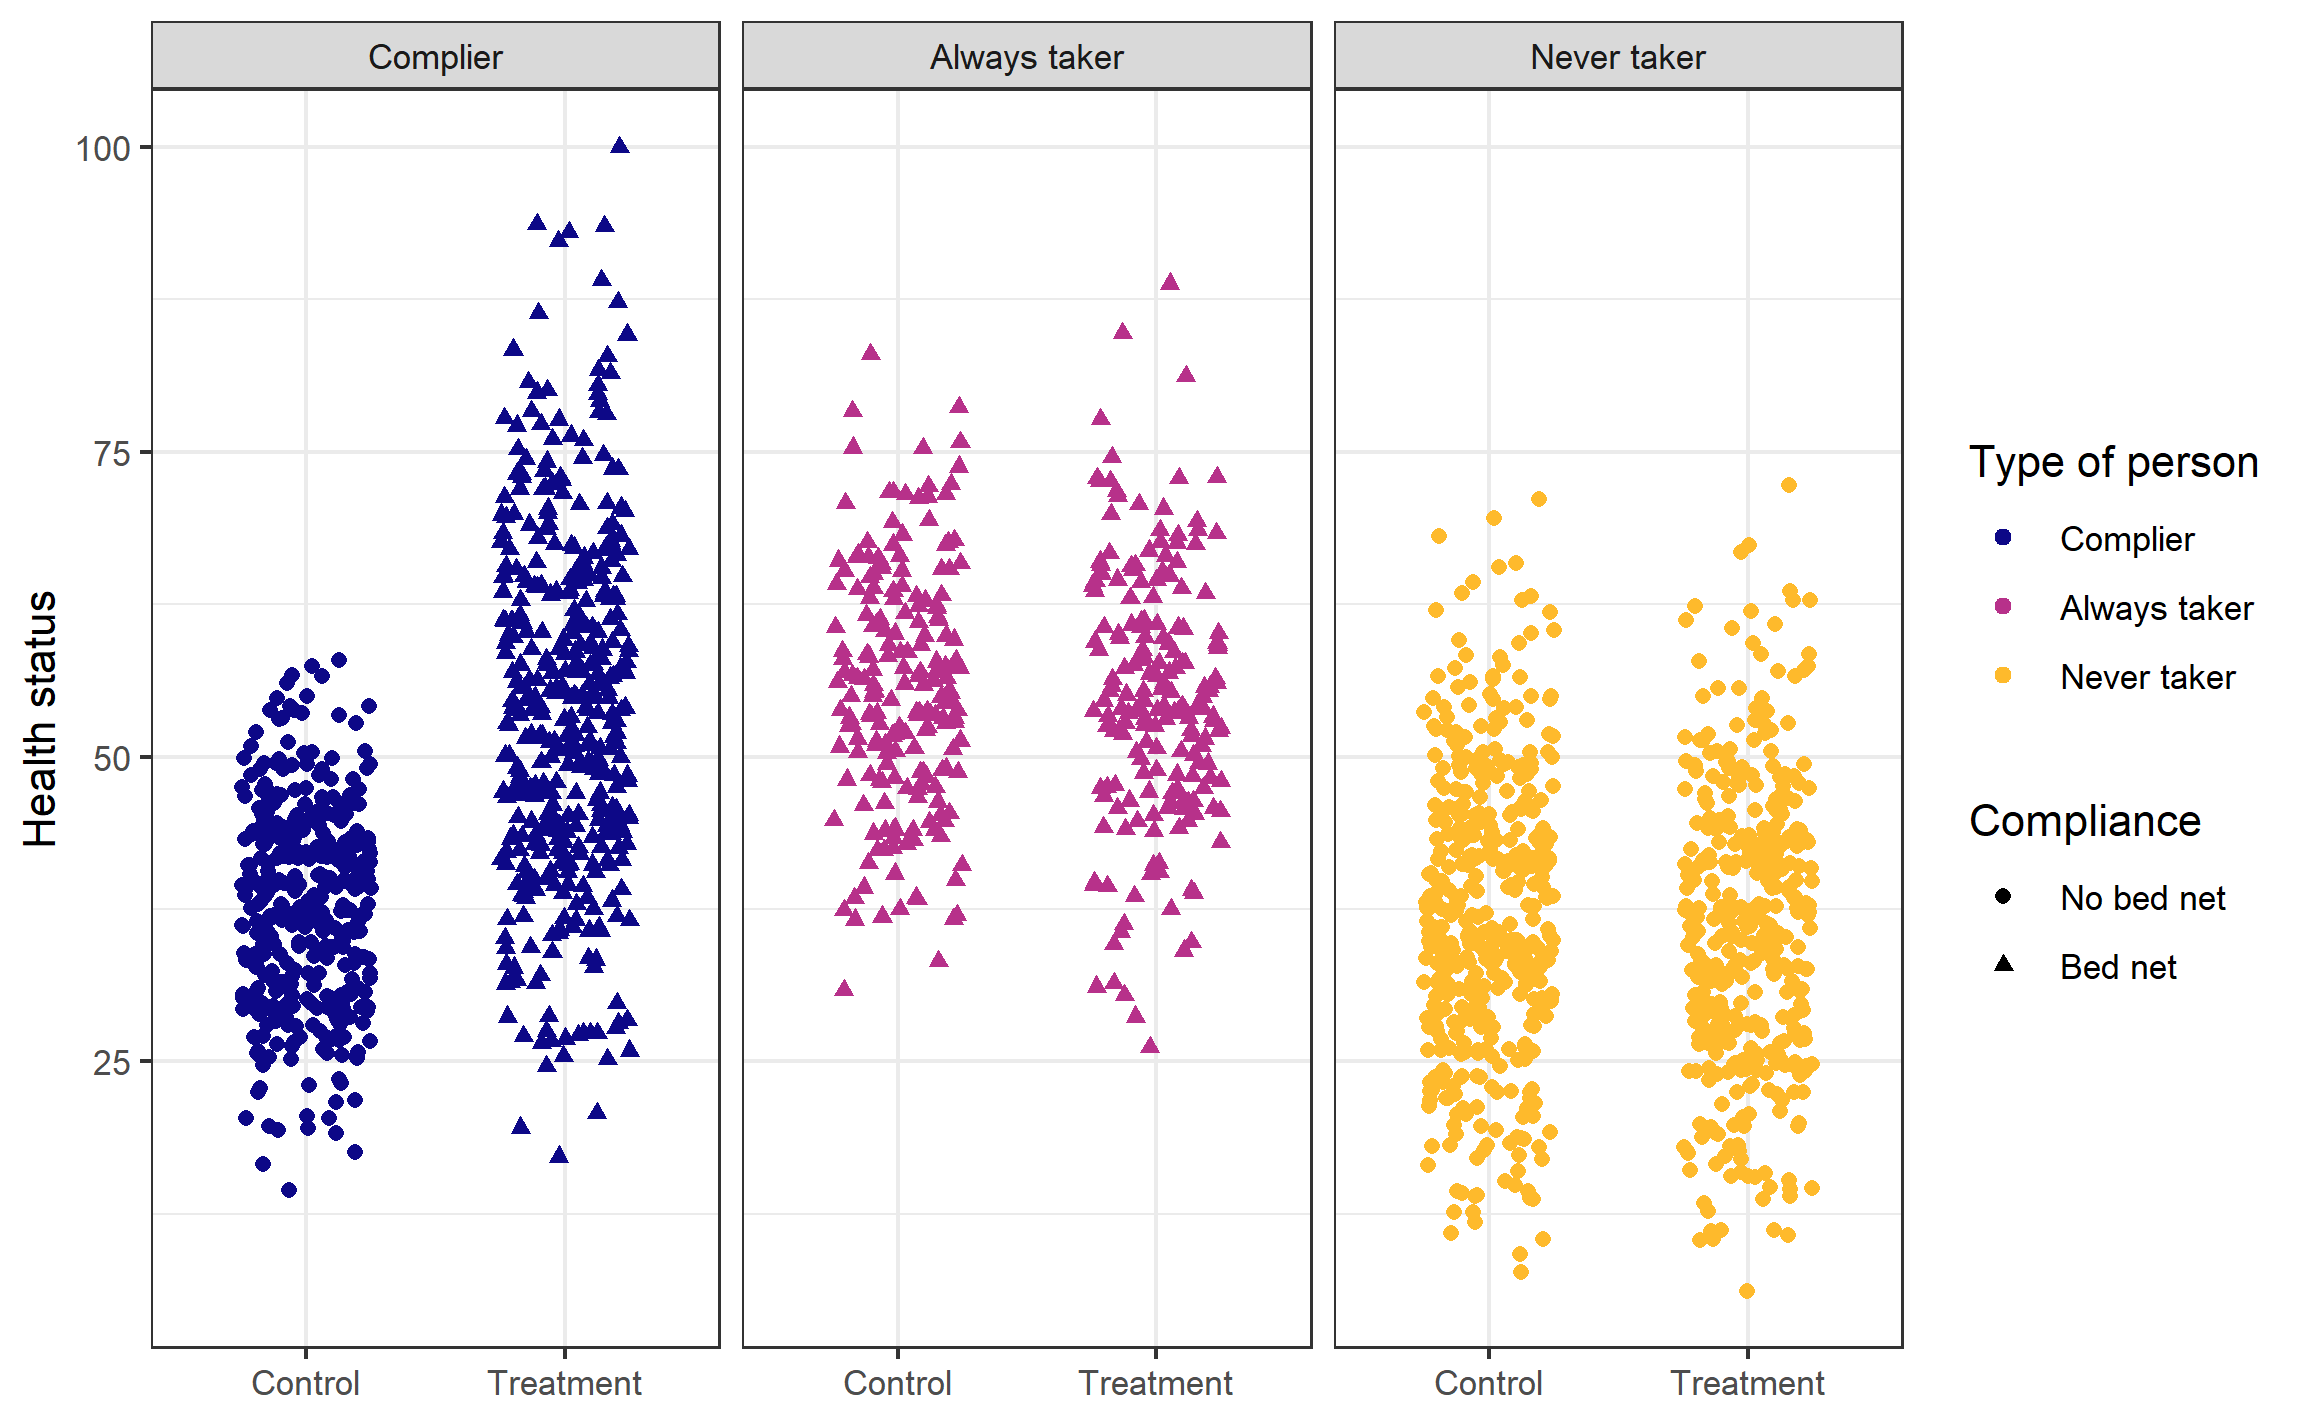 Complier
Always taker
Never taker
100
75
50
25
Health status
Control
Treatment
Control
Treatment
Control
Treatment
Type of person
Complier
Always taker
Never taker
Compliance
No bed net
Bed net